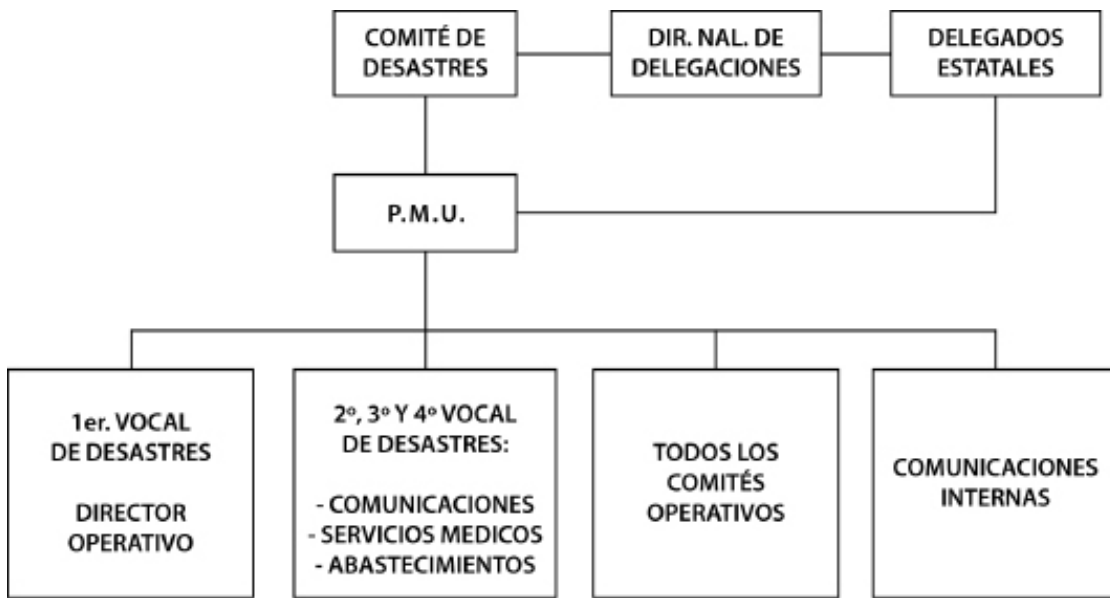 COMITÉ DE
DESASTRES
DIR. NAL. DE
DELEGACIONES
DELEGADOS
ESTATALES
P.M.U.
1er. VOCAL
DE DESASTRES
DIRECTOR
OPERATIVO
2º, 3º Y 4º VOCAL
DE DESASTRES:
- COMUNICACIONES
- SERVICIOS MEDICOS
- ABASTECIMIENTOS
TODOS LOS
COMITÉS
OPERATIVOS
COMUNICACIONES
INTERNAS